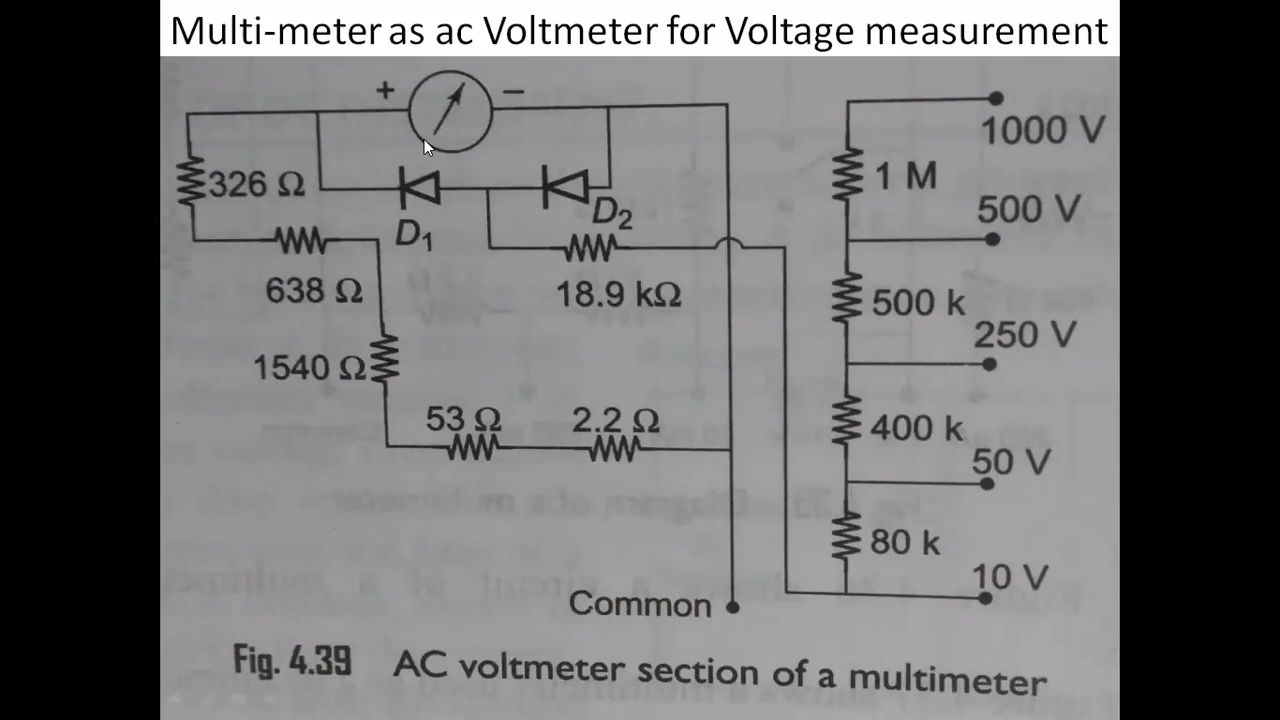 Multi-meter as ac Voltmeter for Voltage measurement
+ −
1000 V
326 Ω
1 M
D1
D2
500 V
638 Ω
18.9 kΩ
500 k
250 V
1540 Ω
53 Ω
2.2 Ω
400 k
50 V
80 k
10 V
Common
Fig. 4.39 AC voltmeter section of a multimeter